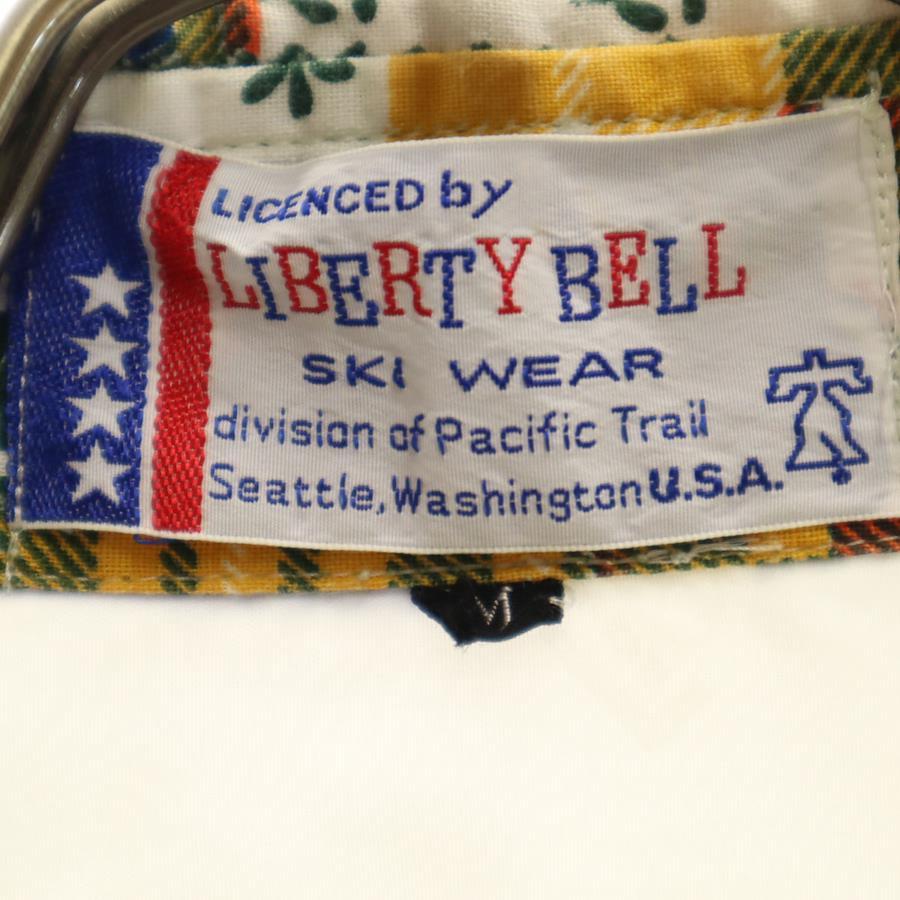 LICENCED by
LIBERTY BELL
SKI WEAR
division of Pacific Trail
Seattle, Washington U.S.A.
M